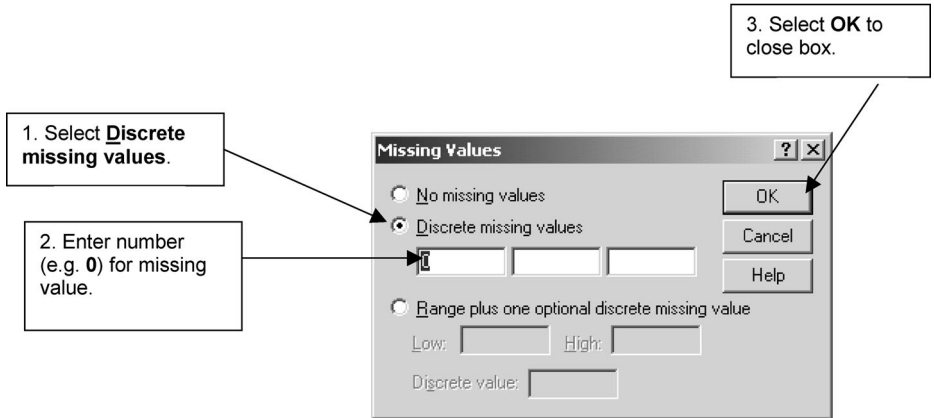 3. Select OK to
close box.
1. Select Discrete
missing values.
2. Enter number
(e.g. 0) for missing
value.
Missing Values
No missing values
Discrete missing values
0
Range plus one optional discrete missing value
Low: High:
Discrete value:
OK
Cancel
Help